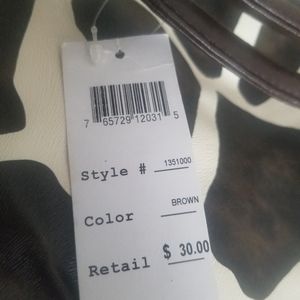 7 65729 12031 5
Style # 1351000
Color BROWN
Retail $ 30.00